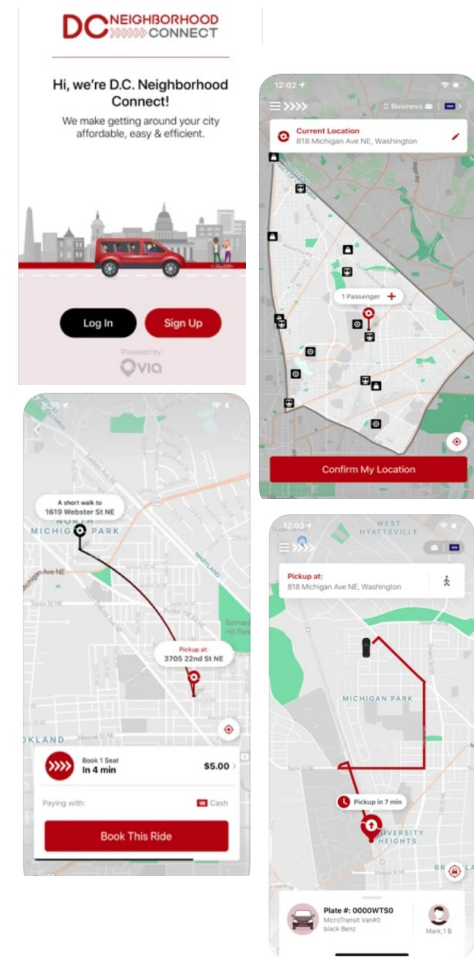 DC NEIGHBORHOOD
CONNECT
Hi, we're D.C. Neighborhood
Connect!
We make getting around your city
affordable, easy & efficient.
Log In
Sign Up
Powered by
via
12:02
Business
Current Location
818 Michigan Ave NE, Washington
1 Passenger
Confirm My Location
A short walk to
1619 Webster St NE
NORTH
MICHIGAN PARK
Michigan Ave NE
MARYLAND
Taylor St NE
Pickup at:
3705 22nd St NE
Book 1 Seat
In 4 min
$5.00
Paying with:
Cash
Book This Ride
12:03
WEST
HYATTSVILLE
Pickup at:
818 Michigan Ave NE, Washington
MICHIGAN PARK
Pickup in 7 min
Plate #: 0000WTS0
MicroTransit Van#0
black Benz
Mark_1 B